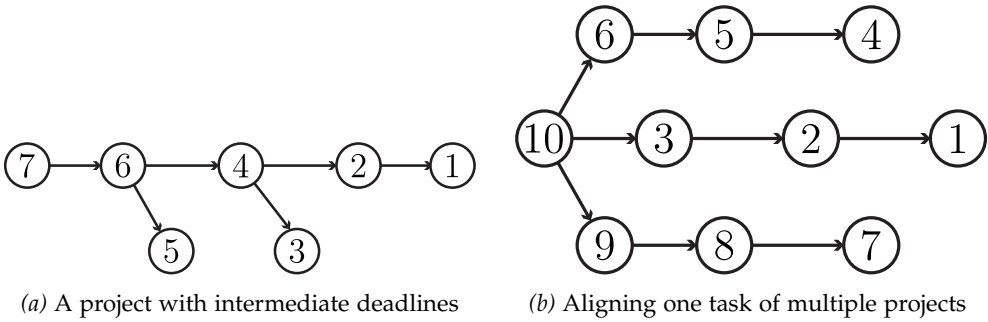 6 5 4
10 3 2 1
7 6 4 2 1
5 3
9 8 7
(a) A project with intermediate deadlines
(b) Aligning one task of multiple projects